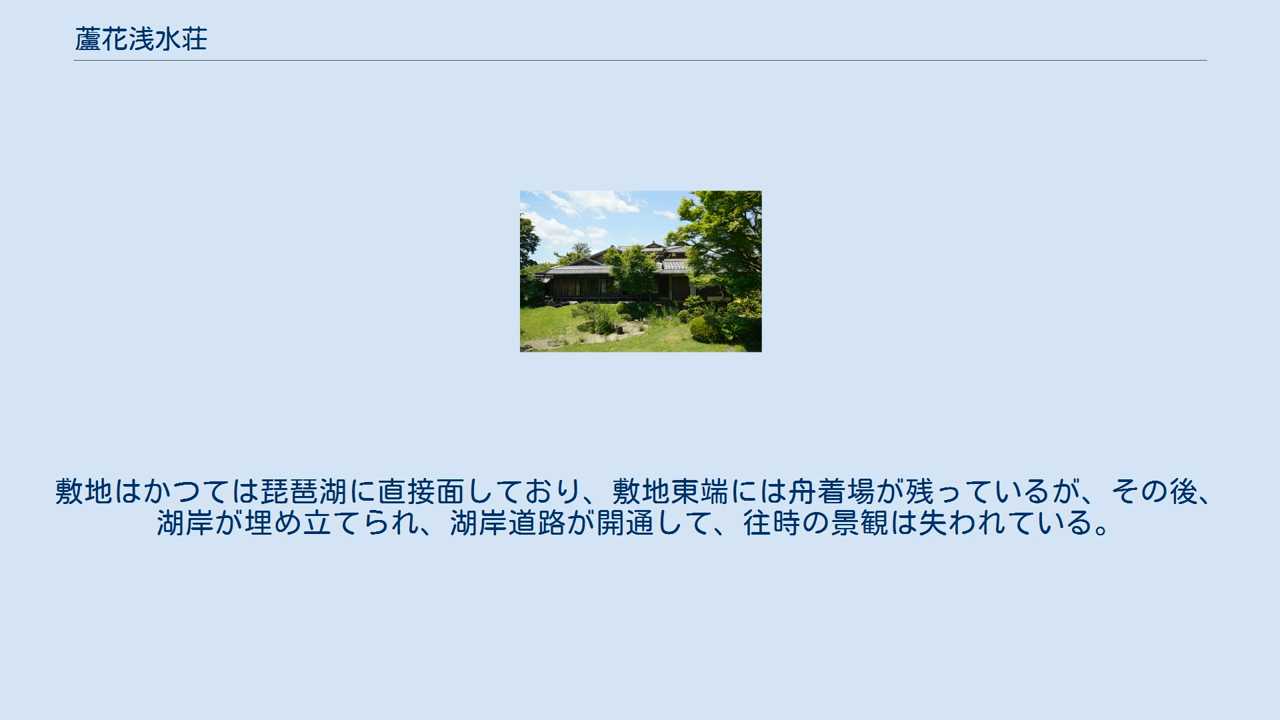 蘆花浅水荘
敷地はかつては琵琶湖に直接面しており、敷地東端には舟着場が残っているが、その後、
湖岸が埋め立てられ、湖岸道路が開通して、往時の景観は失われている。